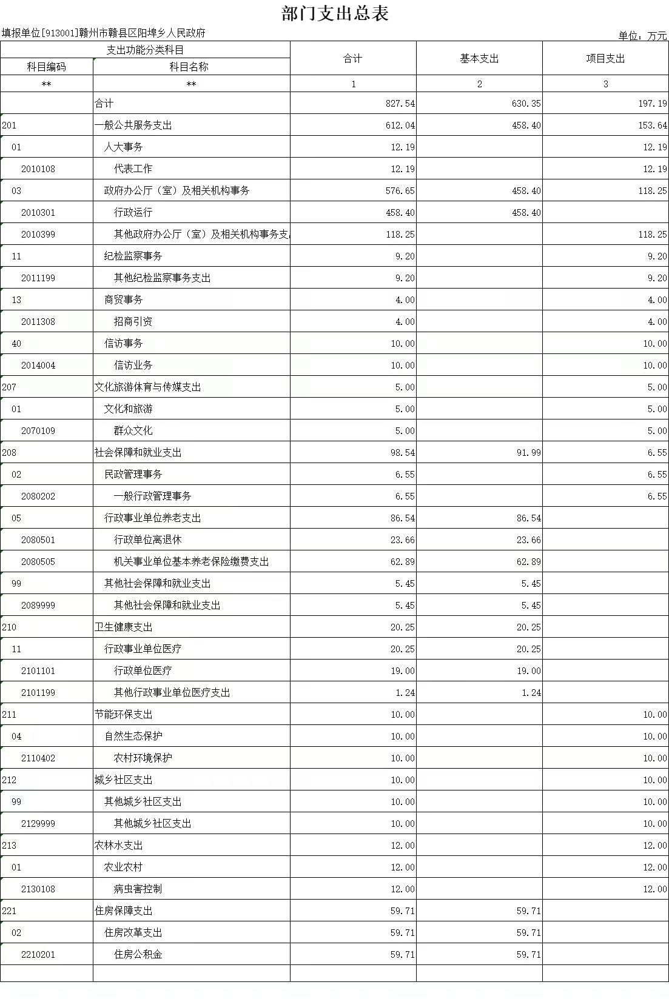 部门支出总表
填报单位[913001]赣州市赣县区阳埠乡人民政府 单位：万元
支出功能分类科目 合计 基本支出 项目支出
科目编码 科目名称
** ** 1 2 3
合计 827.54 630.35 197.19
201 一般公共服务支出 612.04 458.40 153.64
01 人大事务 12.19 12.19
2010108 代表工作 12.19 12.19
03 政府办公厅（室）及相关机构事务 576.65 458.40 118.25
2010301 行政运行 458.40 458.40
2010399 其他政府办公厅（室）及相关机构事务支 118.25 118.25
11 纪检监察事务 9.20 9.20
2011199 其他纪检监察事务支出 9.20 9.20
13 商贸事务 4.00 4.00
2011308 招商引资 4.00 4.00
40 信访事务 10.00 10.00
2014004 信访业务 10.00 10.00
207 文化旅游体育与传媒支出 5.00 5.00
01 文化和旅游 5.00 5.00
2070109 群众文化 5.00 5.00
208 社会保障和就业支出 98.54 91.99 6.55
02 民政管理事务 6.55 6.55
2080202 一般行政管理事务 6.55 6.55
05 行政事业单位养老支出 86.54 86.54
2080501 行政单位离退休 23.66 23.66
2080505 机关事业单位基本养老保险缴费支出 62.89 62.89
99 其他社会保障和就业支出 5.45 5.45
2089999 其他社会保障和就业支出 5.45 5.45
210 卫生健康支出 20.25 20.25
11 行政事业单位医疗 20.25 20.25
2101101 行政单位医疗 19.00 19.00
2101199 其他行政事业单位医疗支出 1.24 1.24
211 节能环保支出 10.00 10.00
04 自然生态保护 10.00 10.00
2110402 农村环境保护 10.00 10.00
212 城乡社区支出 10.00 10.00
99 其他城乡社区支出 10.00 10.00
2129999 其他城乡社区支出 10.00 10.00
213 农林水支出 12.00 12.00
01 农业农村 12.00 12.00
2130108 病虫害控制 12.00 12.00
221 住房保障支出 59.71 59.71
02 住房改革支出 59.71 59.71
2210201 住房公积金 59.71 59.71